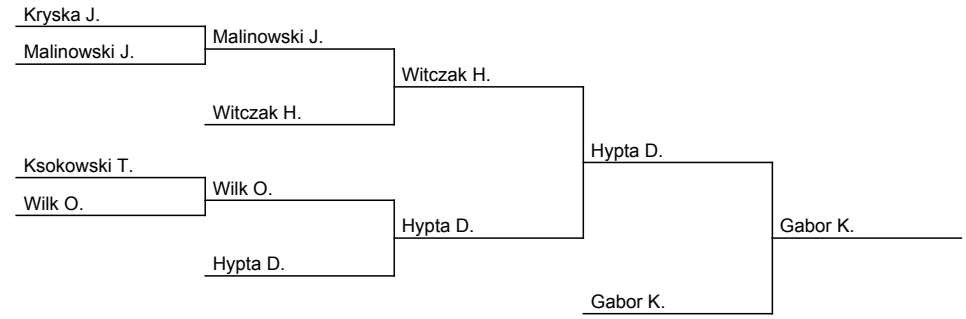 Kryska J.
Malinowski J.
Malinowski J.
Witczak H.
Witczak H.
Ksokowski T.
Hypta D.
Wilk O.
Wilk O.
Hypta D.
Gabor K.
Hypta D.
Gabor K.